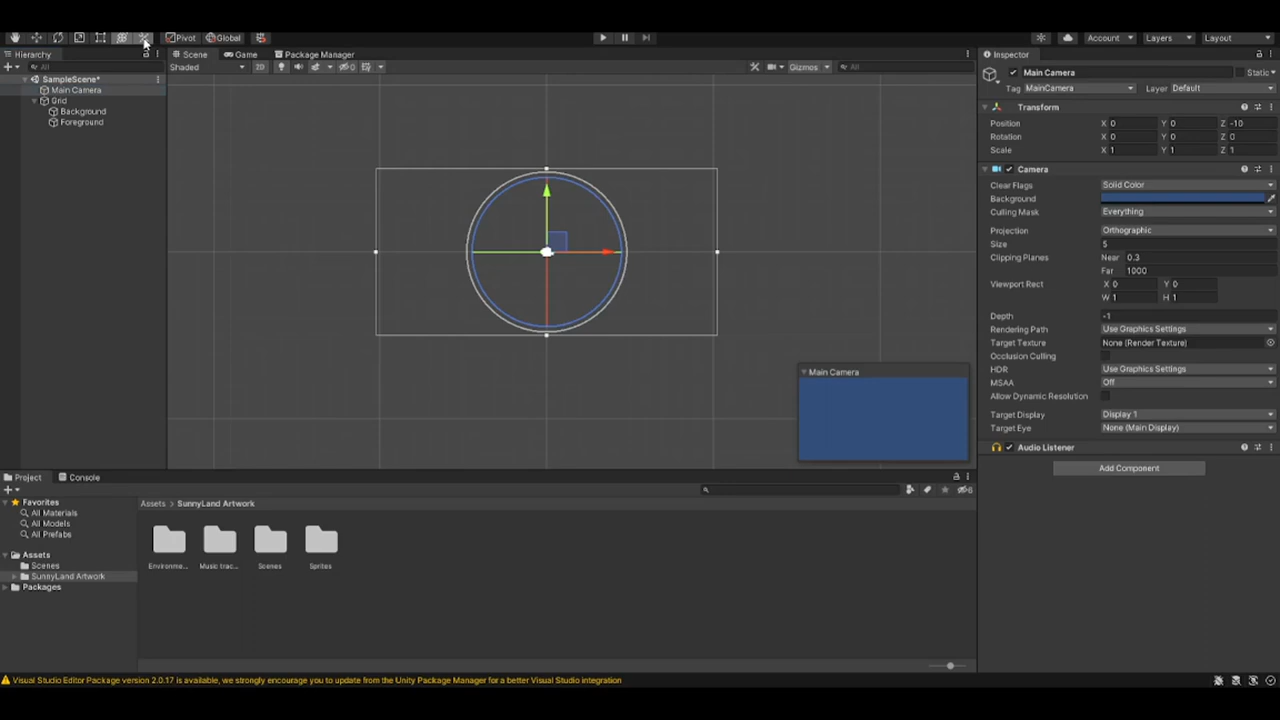 Pivot Global Account Layers Layout
Hierarchy Scene Game Package Manager Inspector
All Shaded 2D 0 Gizmos All
SampleScene*
Main Camera
Grid
Background
Foreground
Main Camera Static
Tag MainCamera Layer Default
Transform
Position X 0 Y 0 Z -10
Rotation X 0 Y 0 Z 0
Scale X 1 Y 1 Z 1
Camera
Clear Flags Solid Color
Background
Culling Mask Everything
Projection Orthographic
Size 5
Clipping Planes Near 0.3
Far 1000
Viewport Rect X 0 Y 0
W 1 H 1
Depth -1
Rendering Path Use Graphics Settings
Target Texture None (Render Texture)
Occlusion Culling
HDR Use Graphics Settings
MSAA Off
Allow Dynamic Resolution
Target Display Display 1
Target Eye None (Main Display)
Audio Listener
Add Component
Main Camera
Project Console
Favorites
All Materials
All Models
All Prefabs
Assets
Scenes
SunnyLand Artwork
Packages
Assets > SunnyLand Artwork
Environme... Music trac... Scenes Sprites
Visual Studio Editor Package version 2.0.17 is available, we strongly encourage you to update from the Unity Package Manager for a better Visual Studio integration